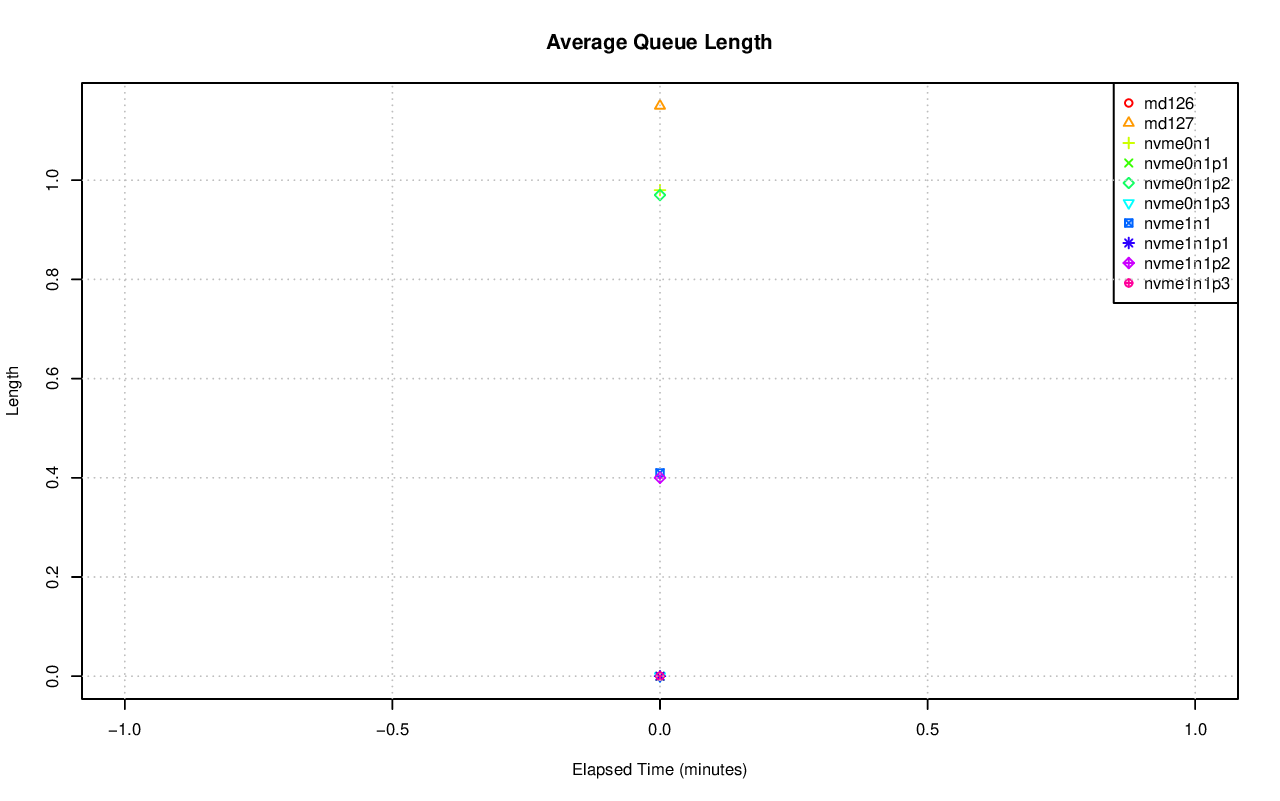 Average Queue Length
md126
md127
nvme0n1
nvme0n1p1
nvme0n1p2
nvme0n1p3
nvme1n1
nvme1n1p1
nvme1n1p2
nvme1n1p3
Length
1.0
0.8
0.6
0.4
0.2
0.0
−1.0 −0.5 0.0 0.5 1.0
Elapsed Time (minutes)